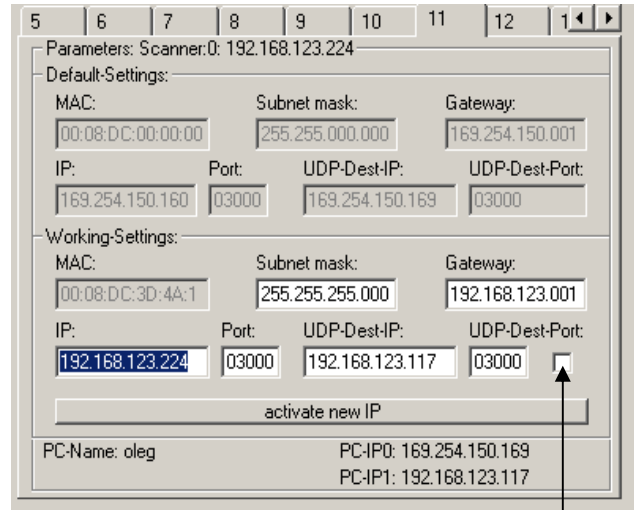 5 6 7 8 9 10 11 12 1
Parameters: Scanner:0: 192.168.123.224
Default-Settings:
MAC: Subnet mask: Gateway:
00:08:DC:00:00:00 255.255.000.000 169.254.150.001
IP: Port: UDP-Dest-IP: UDP-Dest-Port:
169.254.150.160 03000 169.254.150.169 03000
Working-Settings:
MAC: Subnet mask: Gateway:
00:08:DC:3D:4A:1 255.255.255.000 192.168.123.001
IP: Port: UDP-Dest-IP: UDP-Dest-Port:
192.168.123.224 03000 192.168.123.117 03000
activate new IP
PC-Name: oleg PC-IP0: 169.254.150.169
PC-IP1: 192.168.123.117